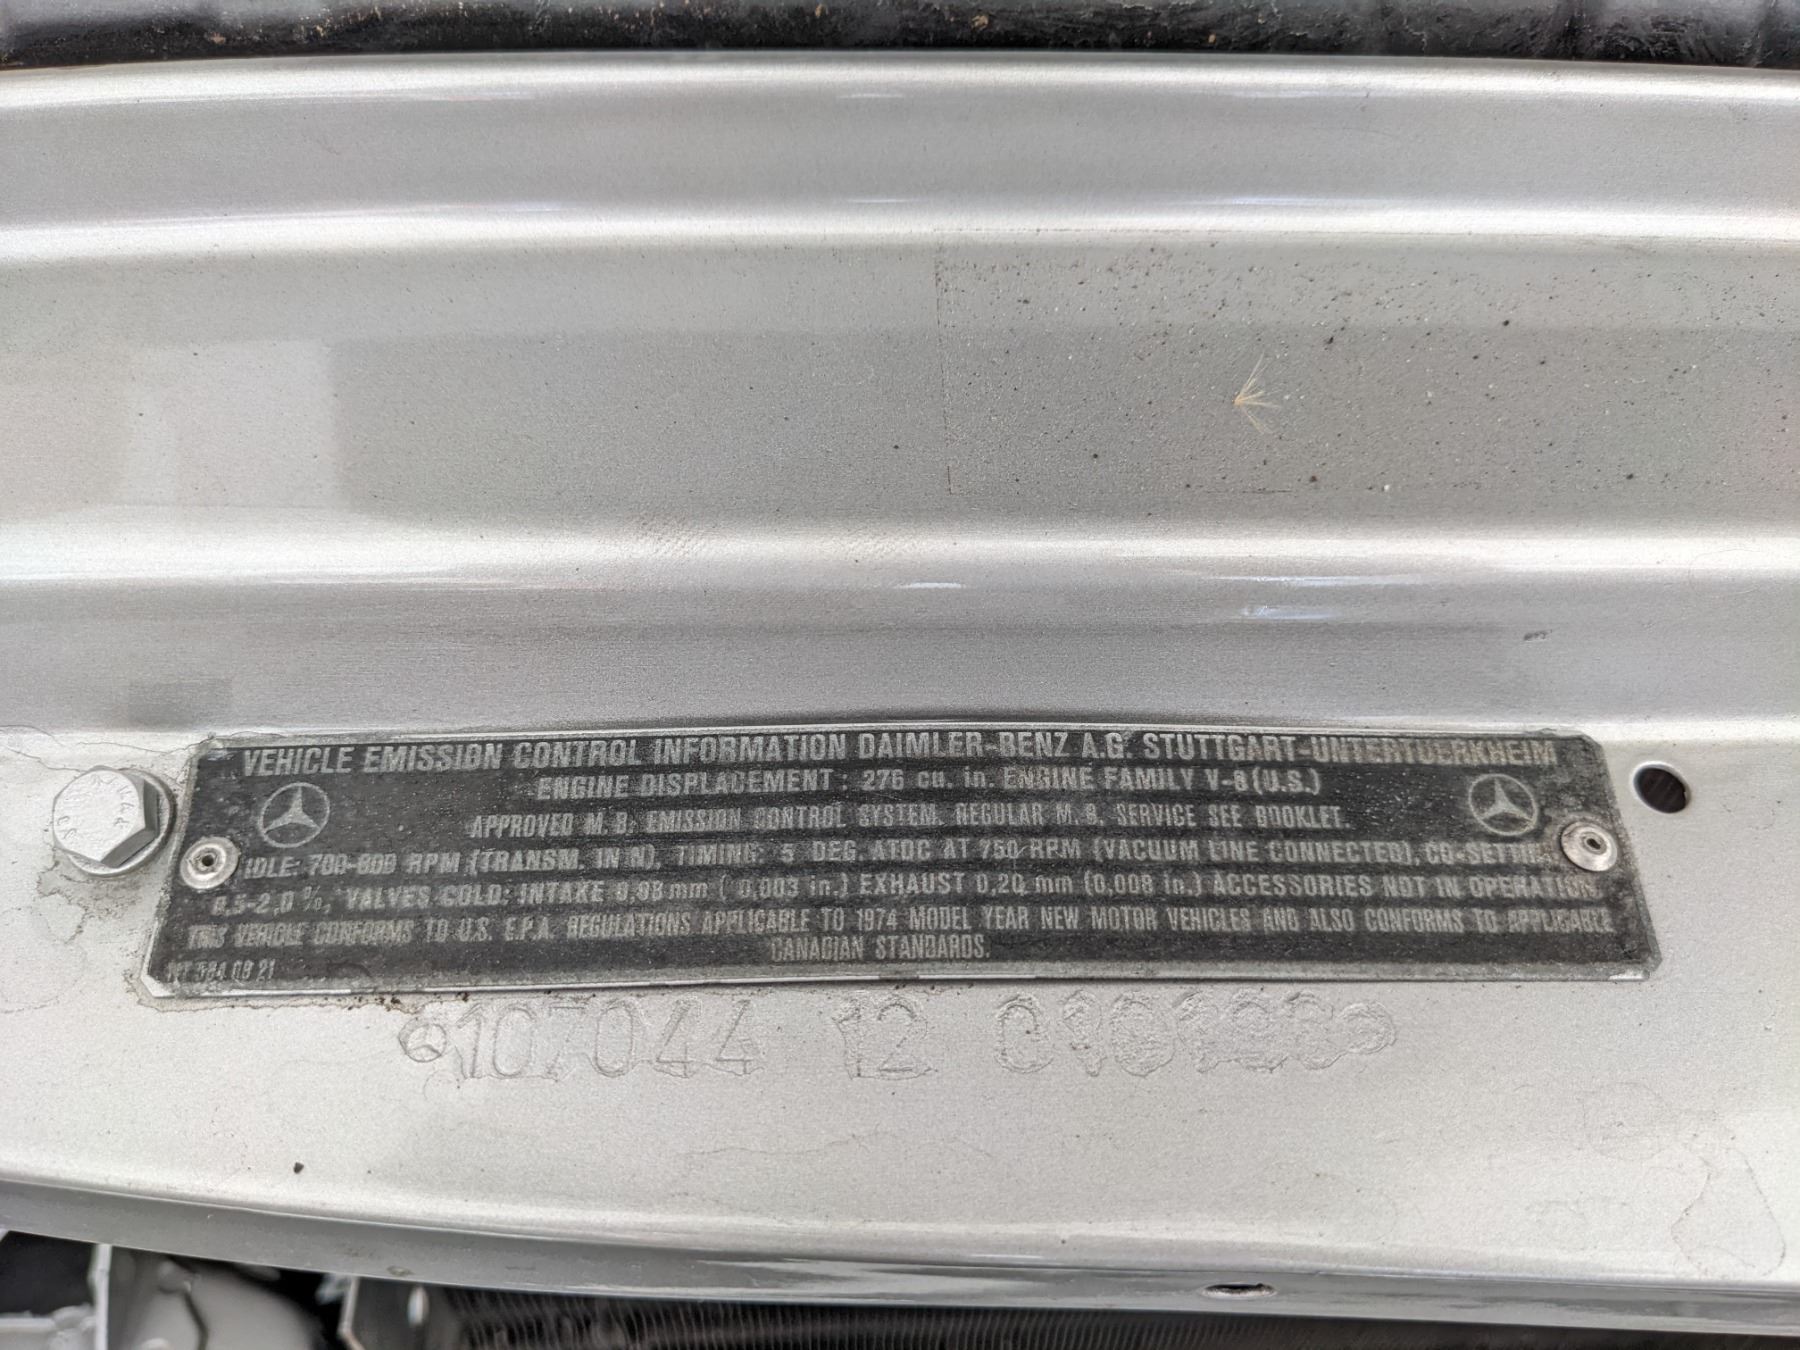 VEHICLE EMISSION CONTROL INFORMATION DAIMLER-BENZ A.G. STUTTGART-UNTERTUERKHEIM
ENGINE DISPLACEMENT: 276 cu. in. ENGINE FAMILY V-8 (U.S.)
APPROVED M.B. EMISSION CONTROL SYSTEM. REGULAR M.B. SERVICE SEE BOOKLET.
IDLE: 700-800 RPM (TRANSM. IN N), TIMING: 5 DEG. ATDC AT 750 RPM (VACUUM LINE CONNECTED), CO-SETTING
0,5-2,0 %, VALVES COLD: INTAKE 0,08 mm (0,003 in.) EXHAUST 0,20 mm (0,008 in.) ACCESSORIES NOT IN OPERATION.
THIS VEHICLE CONFORMS TO U.S. E.P.A. REGULATIONS APPLICABLE TO 1974 MODEL YEAR NEW MOTOR VEHICLES AND ALSO CONFORMS TO APPLICABLE
CANADIAN STANDARDS.
584 08 21
107044 12